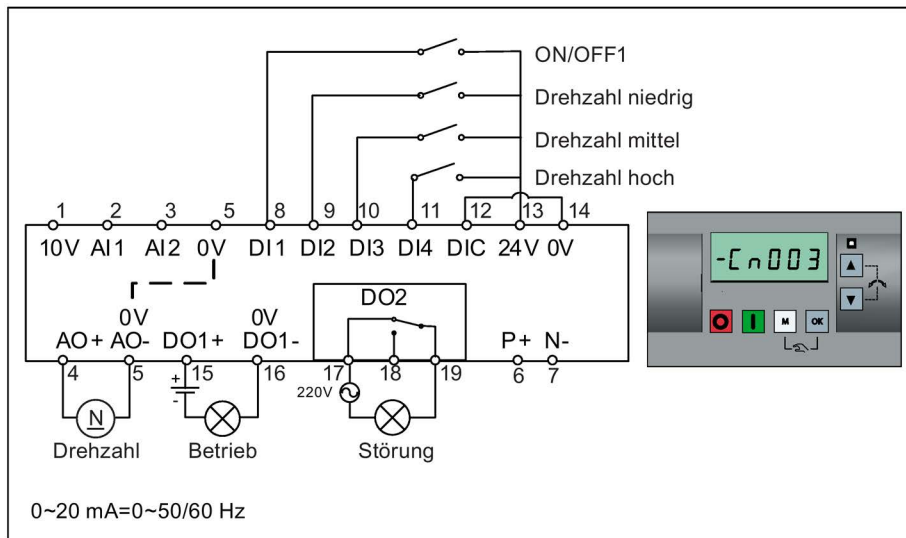 ON/OFF1
Drehzahl niedrig
Drehzahl mittel
Drehzahl hoch
1 2 3 5 8 9 10 11 12 13 14
10V AI1 AI2 0V DI1 DI2 DI3 DI4 DIC 24V 0V
-Cn003
DO2
0V 0V
AO+ AO- DO1+ DO1- P+ N-
M OK
4 5 15 16 17 18 19 6 7
+
-
220V
N
Drehzahl Betrieb Störung
0~20 mA=0~50/60 Hz